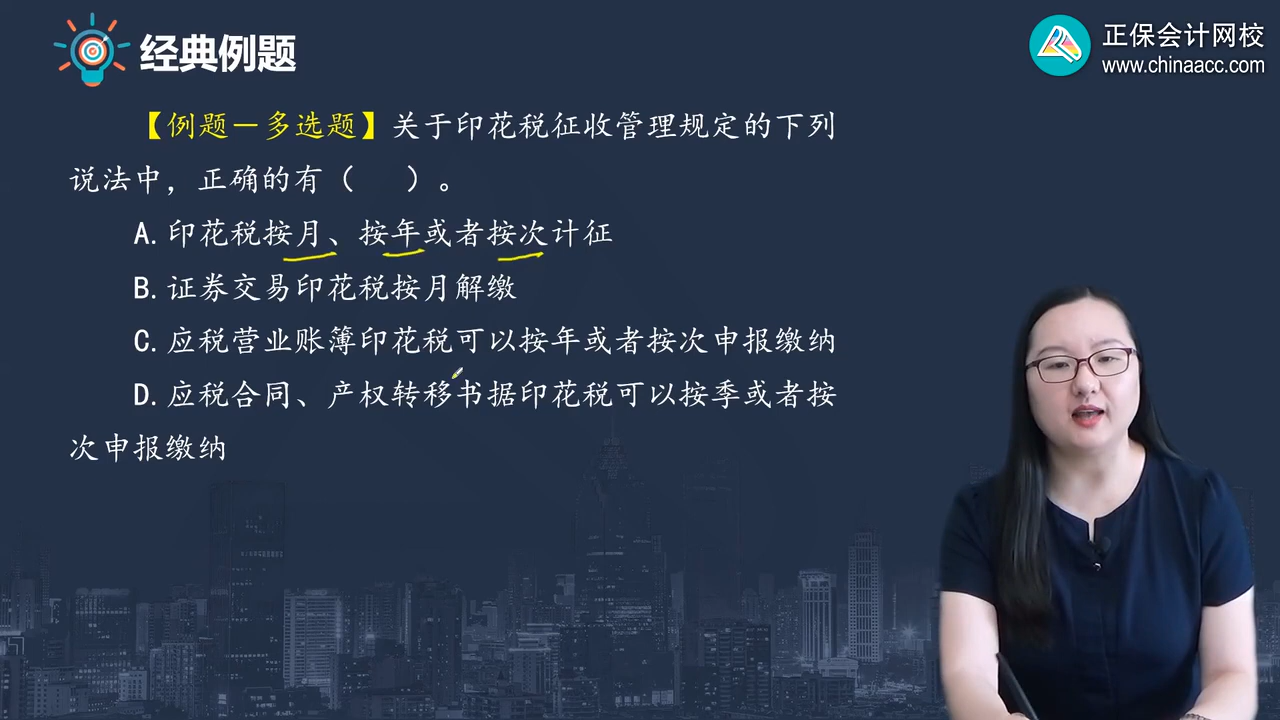 经典例题
正保会计网校
www.chinaacc.com
【例题－多选题】关于印花税征收管理规定的下列
说法中，正确的有（　　）。
A.印花税按月、按年或者按次计征
B.证券交易印花税按月解缴
C.应税营业账簿印花税可以按年或者按次申报缴纳
D.应税合同、产权转移书据印花税可以按季或者按
次申报缴纳